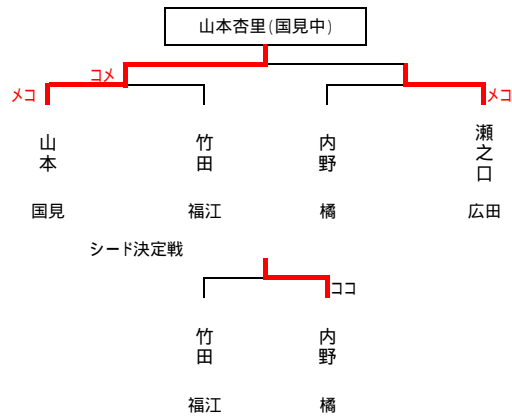 山本杏里(国見中)
コメ
メコ
メコ
山本
竹田
内野
瀬之口
国見
福江
橘
広田
シード決定戦
ココ
竹田
内野
福江
橘